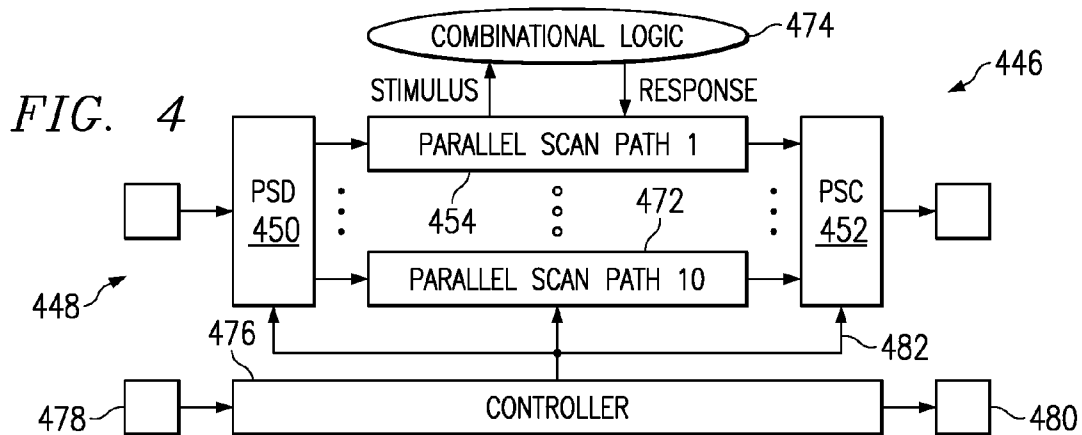 COMBINATIONAL LOGIC
474
446
STIMULUS
RESPONSE
FIG. 4
PARALLEL SCAN PATH 1
PSD
450
454
472
PSC
452
PARALLEL SCAN PATH 10
448
476
482
478
CONTROLLER
480